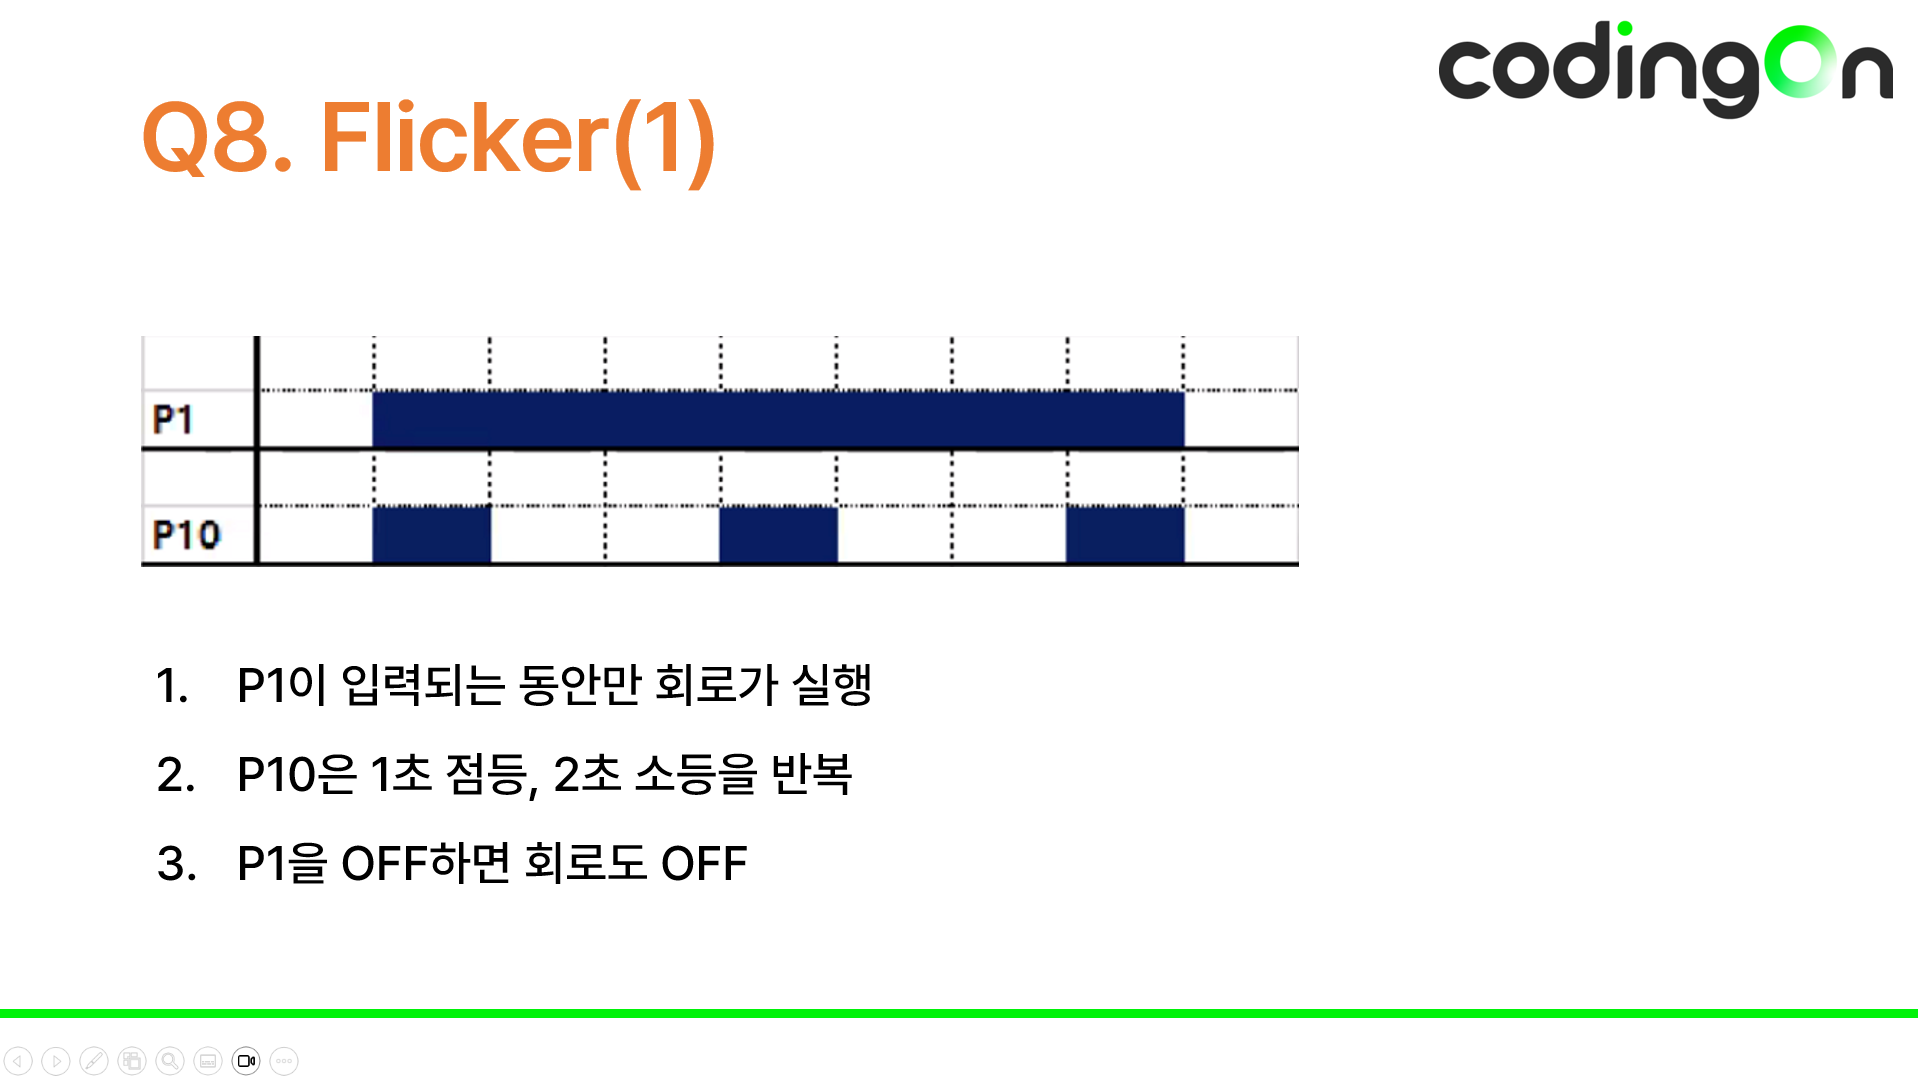 codingOn
Q8. Flicker(1)
P1
P10
1. P1이 입력되는 동안만 회로가 실행
2. P10은 1초 점등, 2초 소등을 반복
3. P1을 OFF하면 회로도 OFF